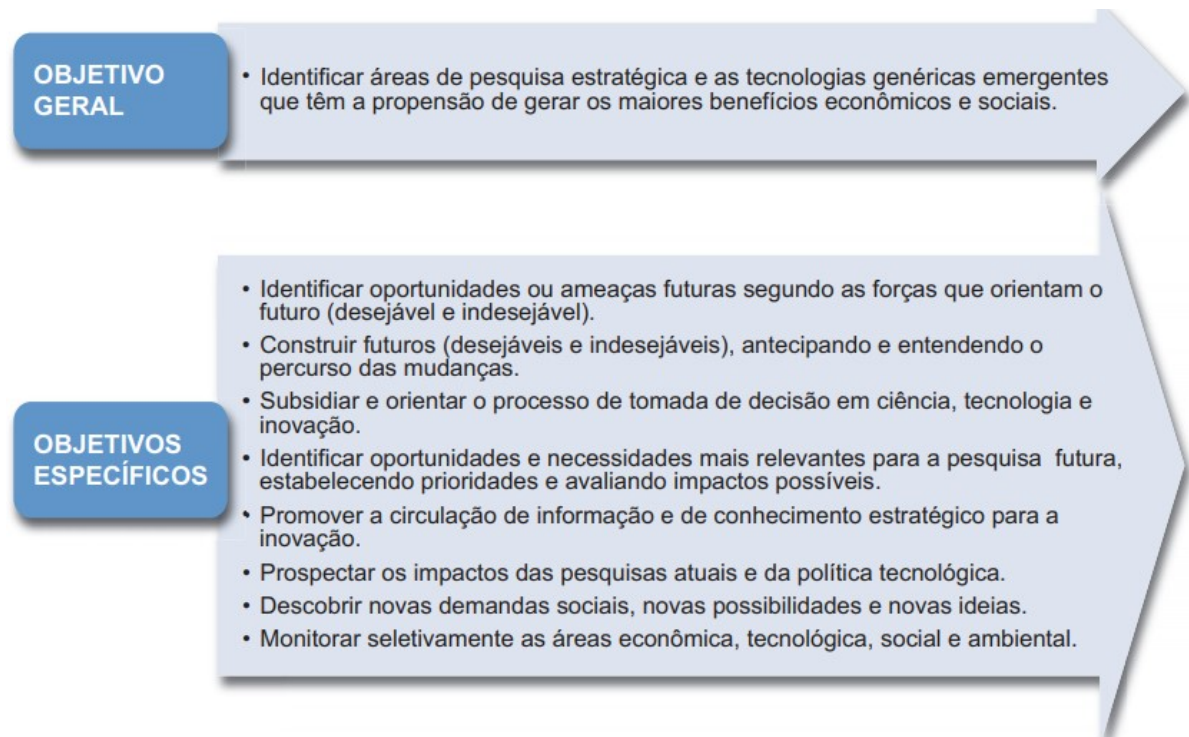 OBJETIVO
GERAL
• Identificar áreas de pesquisa estratégica e as tecnologias genéricas emergentes
que têm a propensão de gerar os maiores benefícios econômicos e sociais.
OBJETIVOS
ESPECÍFICOS
• Identificar oportunidades ou ameaças futuras segundo as forças que orientam o
futuro (desejável e indesejável).
• Construir futuros (desejáveis e indesejáveis), antecipando e entendendo o
percurso das mudanças.
• Subsidiar e orientar o processo de tomada de decisão em ciência, tecnologia e
inovação.
• Identificar oportunidades e necessidades mais relevantes para a pesquisa futura,
estabelecendo prioridades e avaliando impactos possíveis.
• Promover a circulação de informação e de conhecimento estratégico para a
inovação.
• Prospectar os impactos das pesquisas atuais e da política tecnológica.
• Descobrir novas demandas sociais, novas possibilidades e novas ideias.
• Monitorar seletivamente as áreas econômica, tecnológica, social e ambiental.